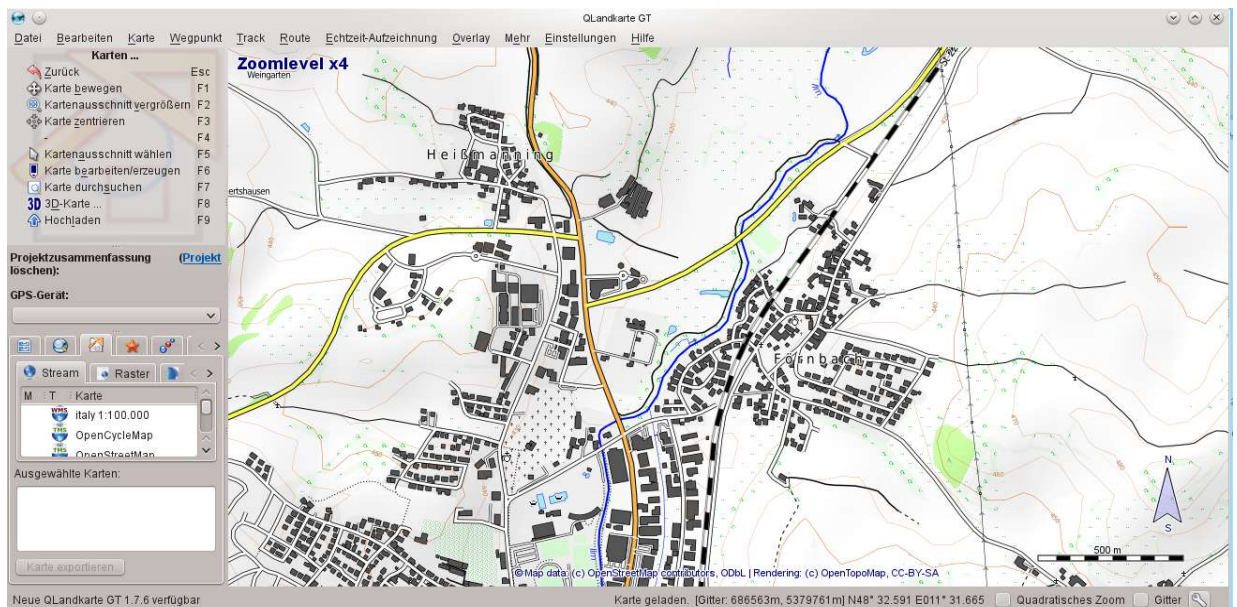 QLandkarte GT
Datei Bearbeiten Karte Wegpunkt Track Route Echtzeit-Aufzeichnung Overlay Mehr Einstellungen Hilfe
Karten ...
Zurück Esc
Karte bewegen F1
Kartenausschnitt vergrößern F2
Karte zentrieren F3
- F4
Kartenausschnitt wählen F5
Karte bearbeiten/erzeugen F6
Karte durchsuchen F7
3D 3D-Karte ... F8
Hochladen F9
Projektzusammenfassung (Projekt
löschen):
GPS-Gerät:
Stream Raster
M T Karte
WMS italy 1:100.000
TMS OpenCycleMap
TMS OpenStreetMap
Ausgewählte Karten:
Karte exportieren
Zoomlevel x4
Weingarten
Heißmanning
ertshausen
Förnbach
Ilm
Ilm
N
S
500 m
© Map data: (c) OpenStreetMap contributors, ODbL | Rendering: (c) OpenTopoMap, CC-BY-SA
Neue QLandkarte GT 1.7.6 verfügbar
Karte geladen. [Gitter: 686563m, 5379761m] N48° 32.591 E011° 31.665 Quadratisches Zoom Gitter